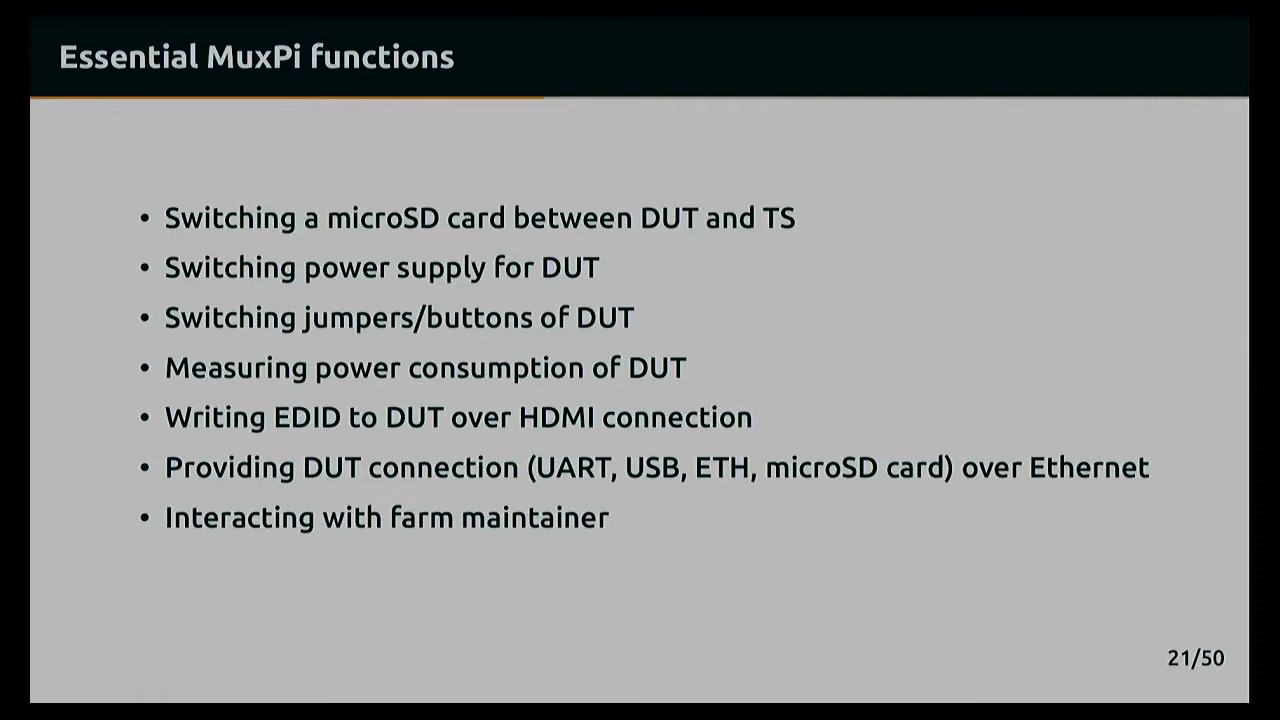 Essential MuxPi functions
• Switching a microSD card between DUT and TS
• Switching power supply for DUT
• Switching jumpers/buttons of DUT
• Measuring power consumption of DUT
• Writing EDID to DUT over HDMI connection
• Providing DUT connection (UART, USB, ETH, microSD card) over Ethernet
• Interacting with farm maintainer
21/50